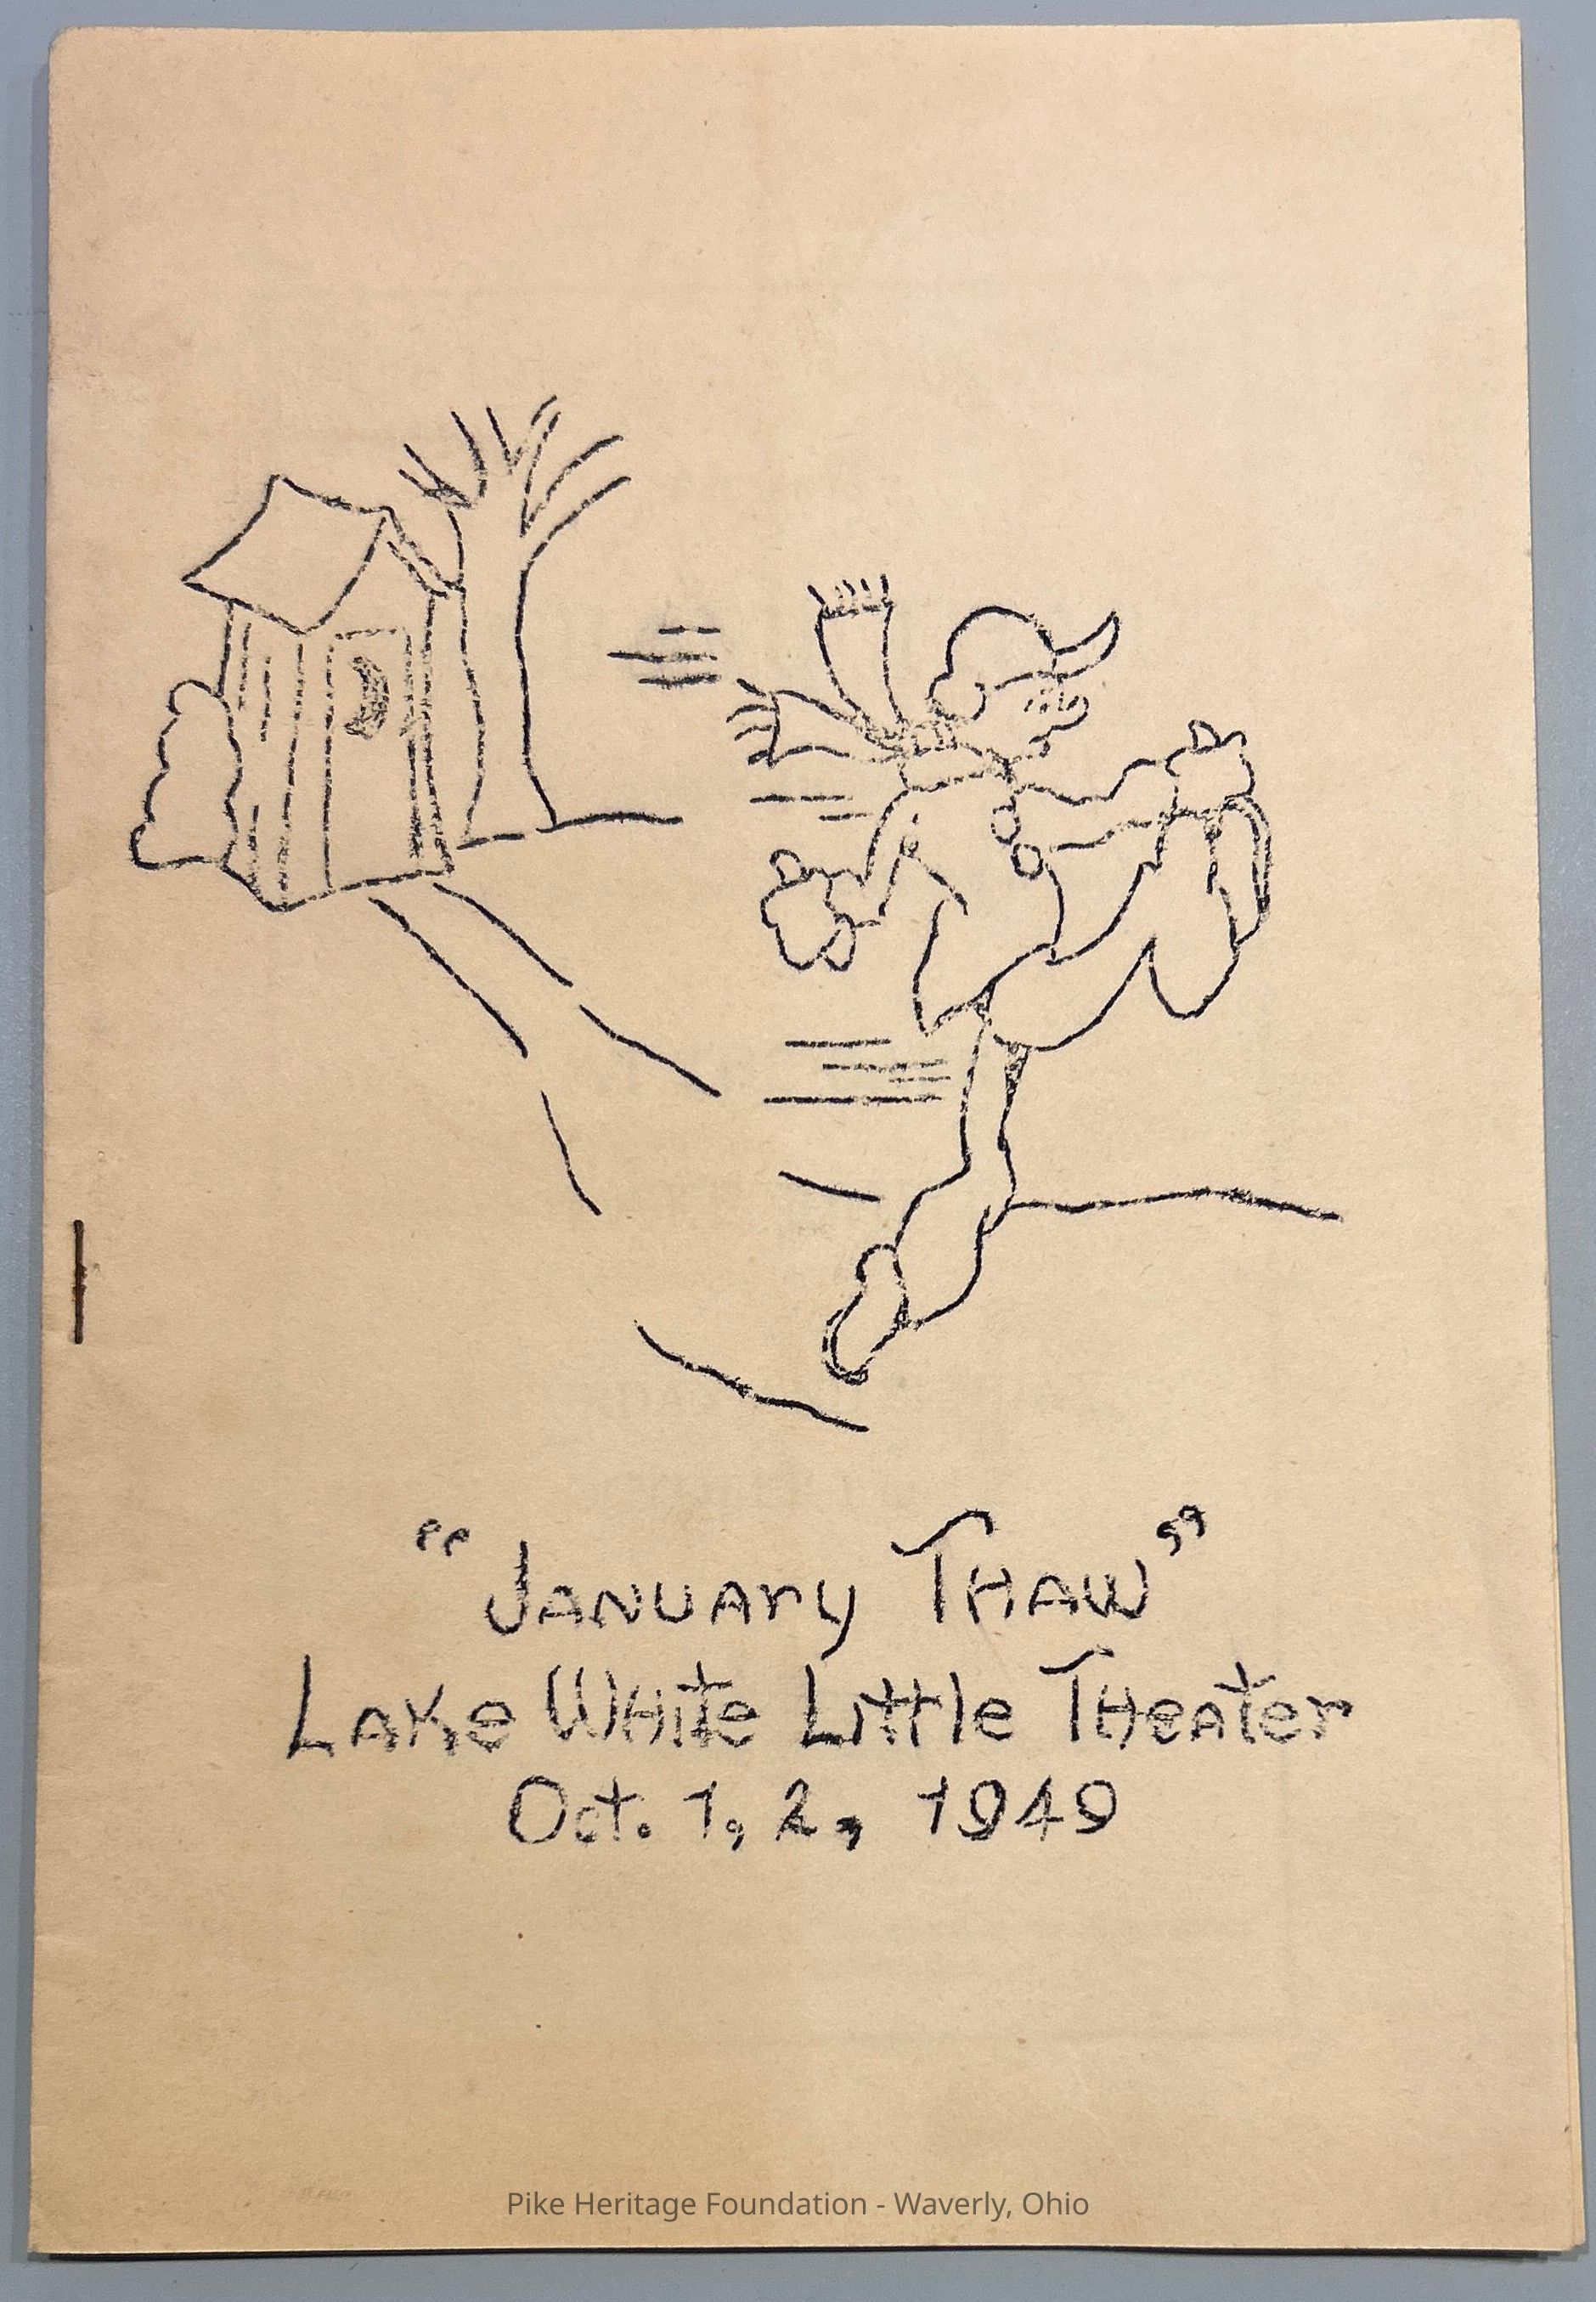 "January Thaw"
Lake White Little Theater
Oct. 1, 2, 1949
Pike Heritage Foundation - Waverly, Ohio